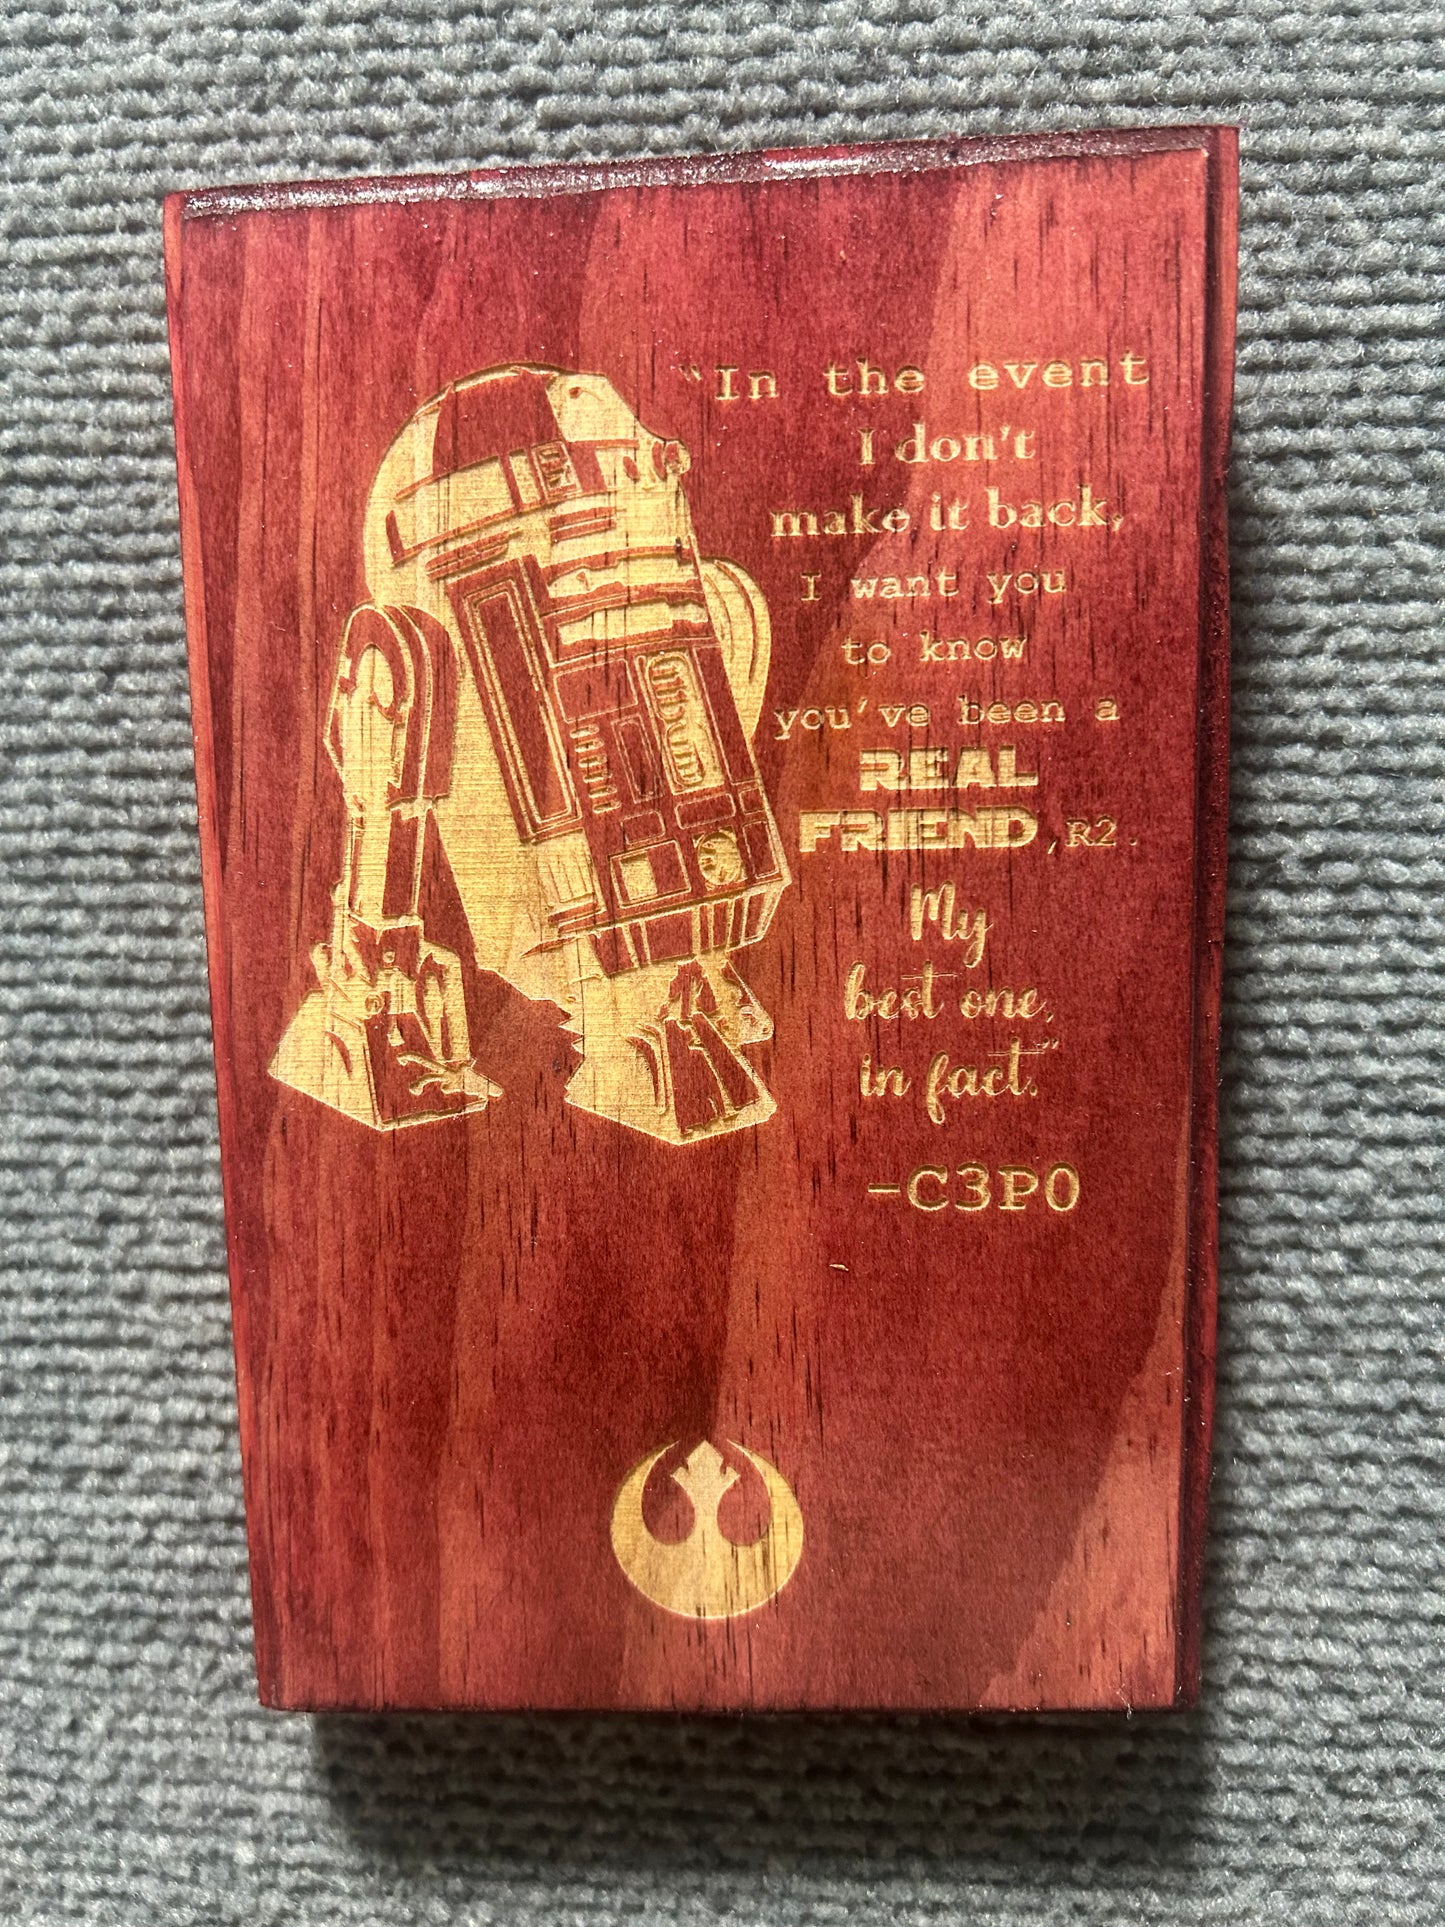 “In the event
I don't
make it back,
I want you
to know
you've been a
REAL
FRIEND, R2.
My
best one,
in fact.”
-C3P0